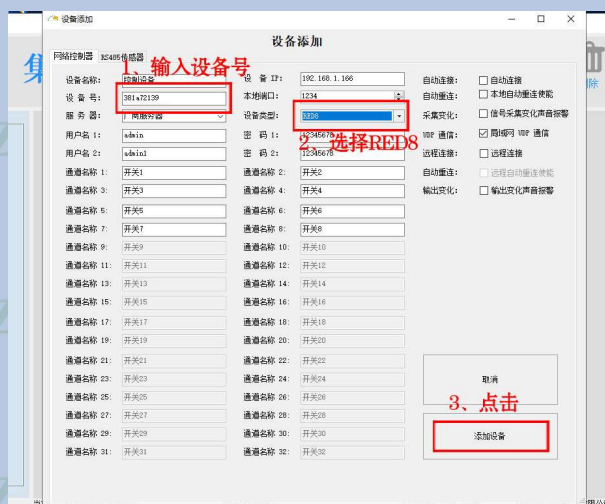 设备添加
设备添加
网络控制器 RS485传感器
1、输入设备号
设备名称: 控制设备 设 备 IP: 192.168.1.166 自动连接: 自动连接
设 备 号: 381a72139 本地端口: 1234 自动重连: 本地自动重连使能
服 务 器: 广商服务器 设备类型: RED8 采集变化: 信号采集变化声音报警
2、选择RED8
用户名 1: admin 密 码 1: 12345678 UDP 通信: 局域网 UDP 通信
用户名 2: admin1 密 码 2: 12345678 远程连接: 远程连接
通道名称 1: 开关1 通道名称 2: 开关2 自动重连: 远程自动重连使能
通道名称 3: 开关3 通道名称 4: 开关4 输出变化: 输出变化声音报警
通道名称 5: 开关5 通道名称 6: 开关6
通道名称 7: 开关7 通道名称 8: 开关8
通道名称 9: 开关9 通道名称 10: 开关10
通道名称 11: 开关11 通道名称 12: 开关12
通道名称 13: 开关13 通道名称 14: 开关14
通道名称 15: 开关15 通道名称 16: 开关16
通道名称 17: 开关17 通道名称 18: 开关18
通道名称 19: 开关19 通道名称 20: 开关20
通道名称 21: 开关21 通道名称 22: 开关22
通道名称 23: 开关23 通道名称 24: 开关24 取消
通道名称 25: 开关25 通道名称 26: 开关26
3、点击
通道名称 27: 开关27 通道名称 28: 开关28
通道名称 29: 开关29 通道名称 30: 开关30 添加设备
通道名称 31: 开关31 通道名称 32: 开关32
集
除